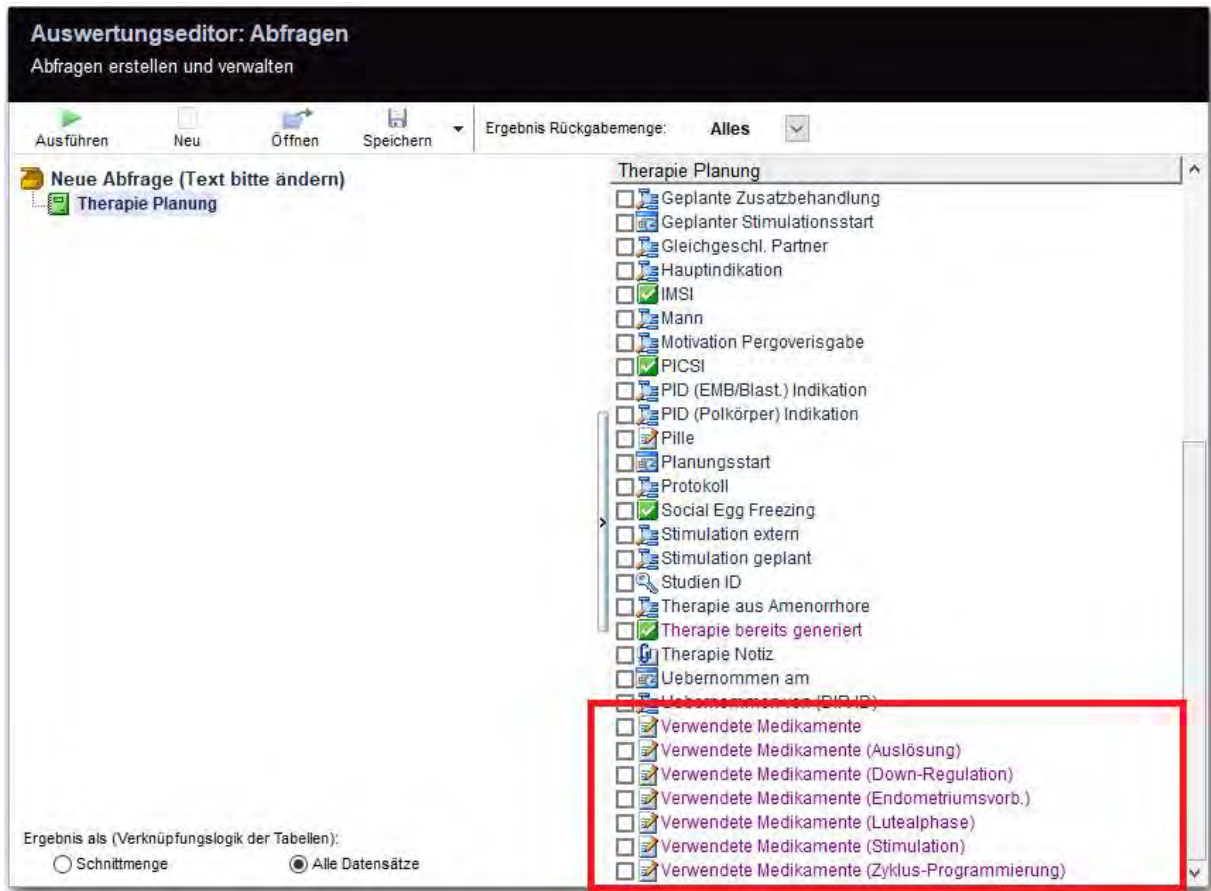 Auswertungseditor: Abfragen
Abfragen erstellen und verwalten
Ausführen
Neu
Öffnen
Speichern
Ergebnis Rückgabemenge:
Alles
Neue Abfrage (Text bitte ändern)
Therapie Planung
Therapie Planung
Geplante Zusatzbehandlung
Geplanter Stimulationsstart
Gleichgeschl. Partner
Hauptindikation
IMSI
Mann
Motivation Pergoverisgabe
PICSI
PID (EMB/Blast.) Indikation
PID (Polkörper) Indikation
Pille
Planungsstart
Protokoll
Social Egg Freezing
Stimulation extern
Stimulation geplant
Studien ID
Therapie aus Amenorrhore
Therapie bereits generiert
Therapie Notiz
Uebernommen am
Uebernommen von (DIR ID)
Verwendete Medikamente
Verwendete Medikamente (Auslösung)
Verwendete Medikamente (Down-Regulation)
Verwendete Medikamente (Endometriumsvorb.)
Verwendete Medikamente (Lutealphase)
Verwendete Medikamente (Stimulation)
Verwendete Medikamente (Zyklus-Programmierung)
Ergebnis als (Verknüpfungslogik der Tabellen):
Schnittmenge
Alle Datensätze